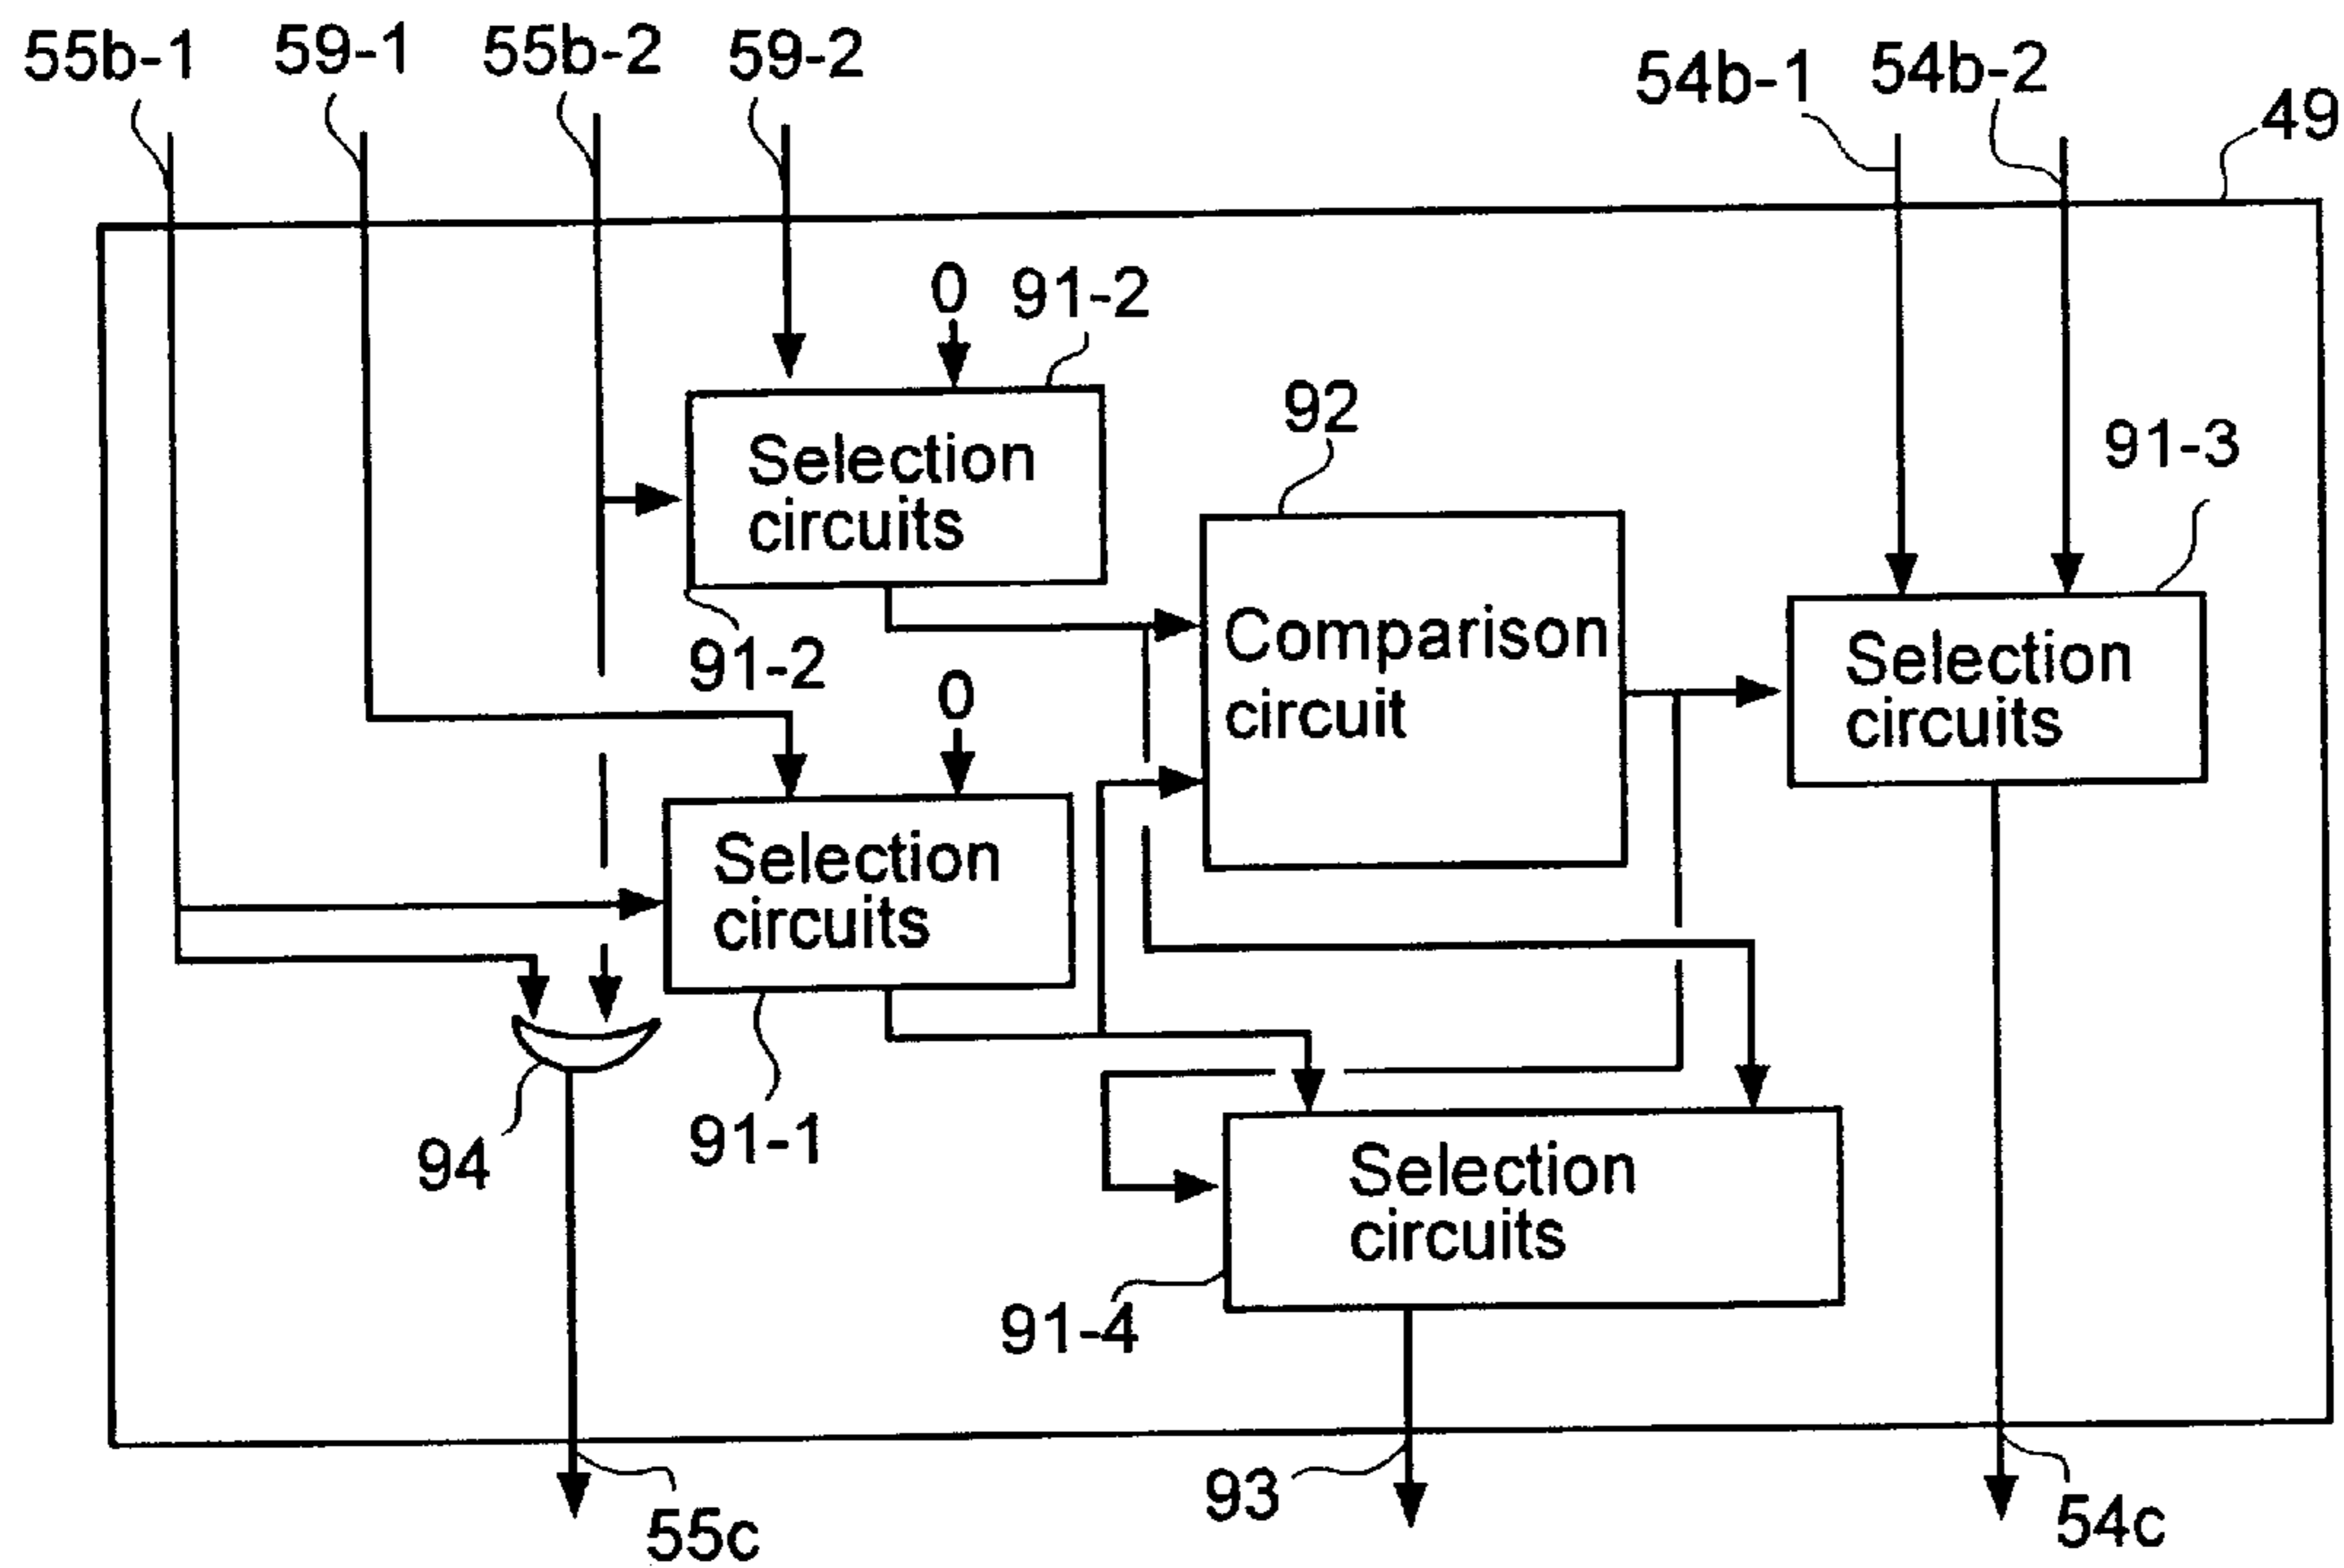 55b-1
59-1
55b-2
59-2
54b-1
54b-2
49
0
91-2
Selection
circuits
91-2
92
Comparison
circuit
91-3
Selection
circuits
0
Selection
circuits
91-1
94
Selection
circuits
91-4
55c
93
54c